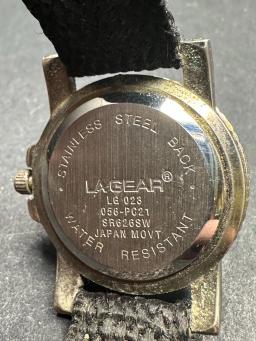 • STAINLESS STEEL BACK •
LA.GEAR®
LG 023
056-PC21
SR626SW
JAPAN MOVT
WATER RESISTANT